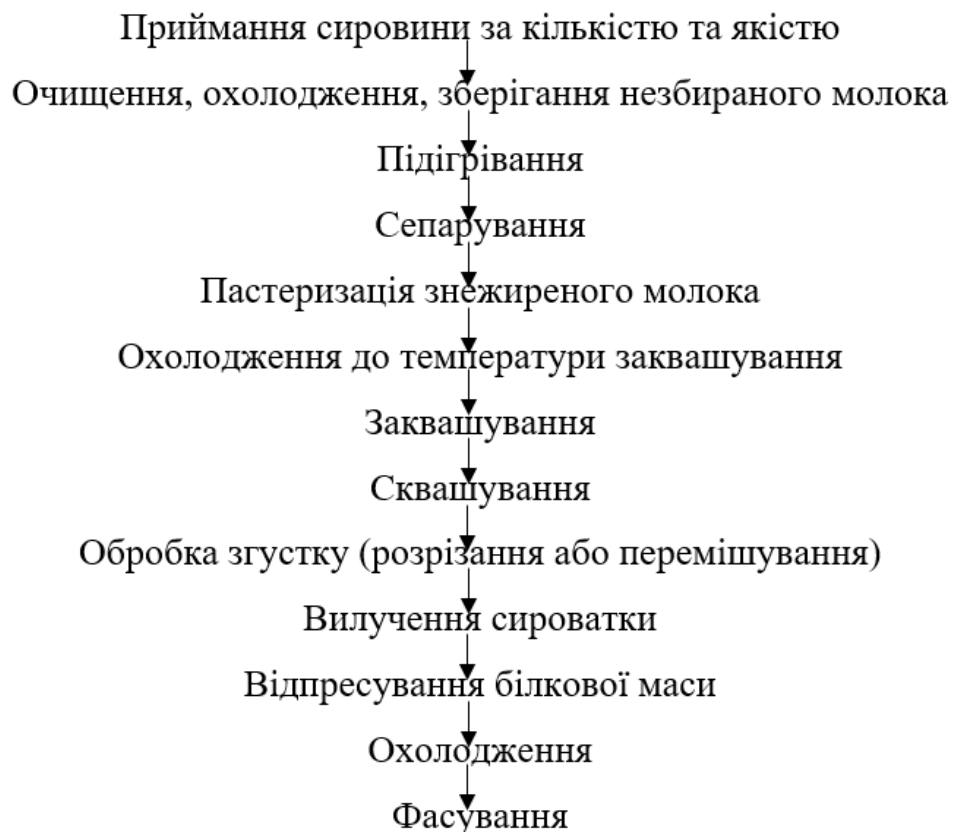 Приймання сировини за кількістю та якістю
Очищення, охолодження, зберігання незбираного молока
Підігрівання
Сепарування
Пастеризація знежиреного молока
Охолодження до температури заквашування
Заквашування
Сквашування
Обробка згустку (розрізання або перемішування)
Вилучення сироватки
Відпресування білкової маси
Охолодження
Фасування